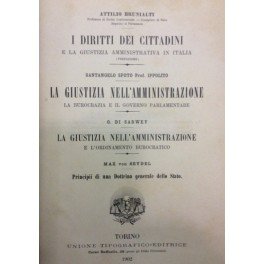 ATTILIO BRUNIALTI
I DIRITTI DEI CITTADINI
E LA GIUSTIZIA AMMINISTRATIVA IN ITALIA
(PREFAZIONE)
SANTANGELO SPOTO Prof. IPPOLITO
LA GIUSTIZIA NELL'AMMINISTRAZIONE
LA BUROCRAZIA E IL GOVERNO PARLAMENTARE
O. DI SARWEY
LA GIUSTIZIA NELL'AMMINISTRAZIONE
E L'ORDINAMENTO BUROCRATICO
MAX VON SEYDEL
Principii di una Dottrina generale dello Stato.
TORINO
UNIONE TIPOGRAFICO-EDITRICE
1902